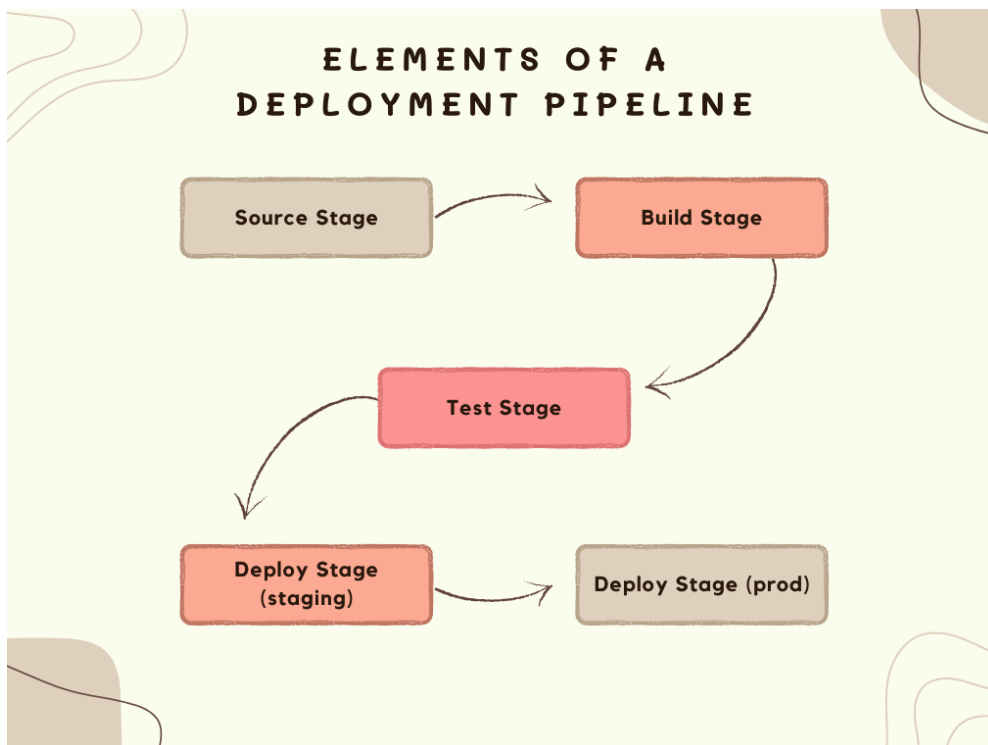 ELEMENTS OF A
DEPLOYMENT PIPELINE
Source Stage
Build Stage
Test Stage
Deploy Stage
(staging)
Deploy Stage (prod)